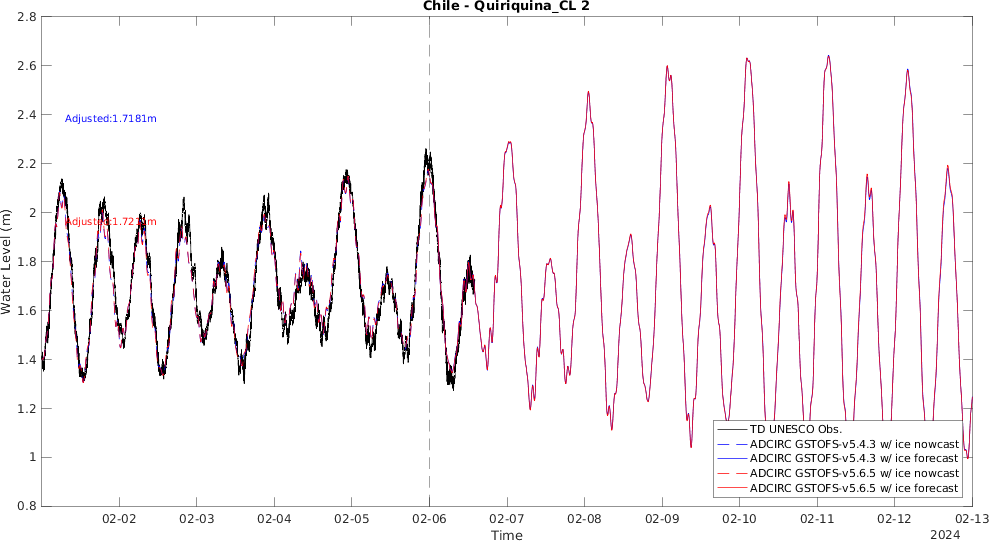 Chile - Quiriquina_CL 2
2.8
2.6
2.4
2.2
2
1.8
1.6
1.4
1.2
1
0.8
Water Level (m)
Adjusted:1.7181m
TD UNESCO Obs.
ADCIRC GSTOFS-v5.4.3 w/ ice nowcast
ADCIRC GSTOFS-v5.4.3 w/ ice forecast
ADCIRC GSTOFS-v5.6.5 w/ ice nowcast
ADCIRC GSTOFS-v5.6.5 w/ ice forecast
02-02 02-03 02-04 02-05 02-06 02-07 02-08 02-09 02-10 02-11 02-12 02-13
Time
2024